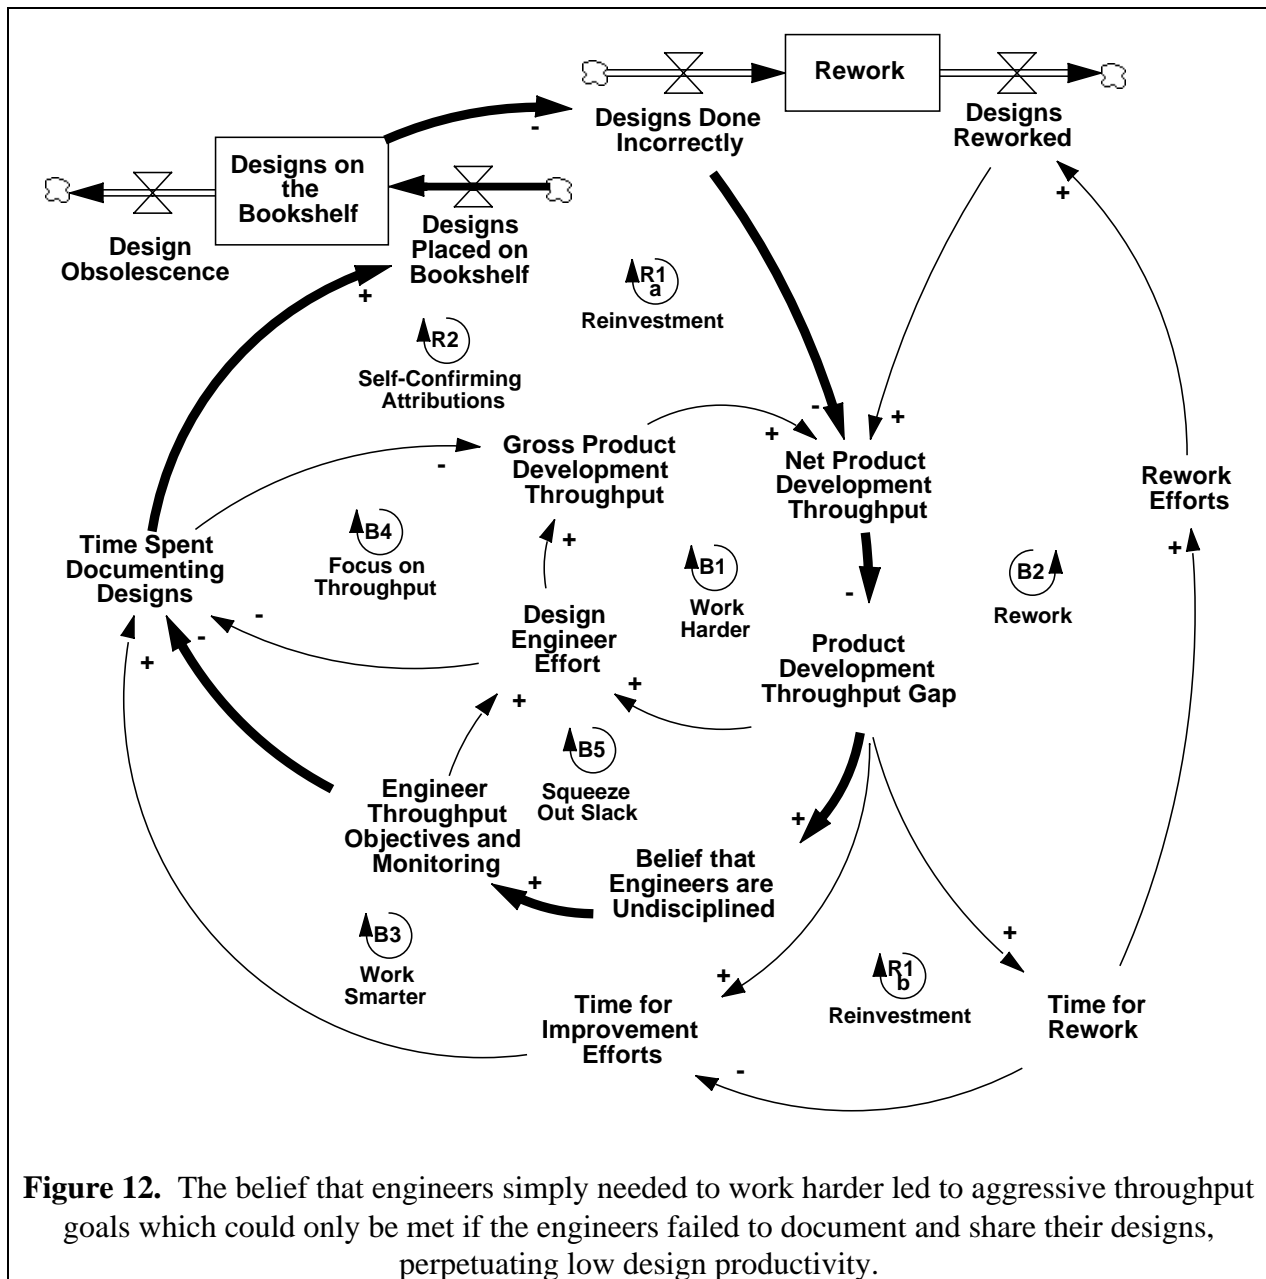 Rework
Designs Done
Incorrectly
Designs
Reworked
-
Designs on
the
Bookshelf
Designs
Placed on
Bookshelf
Design
Obsolescence
+
+
R1
a
Reinvestment
R2
Self-Confirming
Attributions
-
+
+
-
Gross Product
Development
Throughput
Net Product
Development
Throughput
Rework
Efforts
Time Spent
Documenting
Designs
B4
Focus on
Throughput
+
B1
Work
Harder
-
B2
Rework
+
Design
Engineer
Effort
-
-
+
+
+
Product
Development
Throughput Gap
B5
Squeeze
Out Slack
Engineer
Throughput
Objectives and
Monitoring
+
+
Belief that
Engineers are
Undisciplined
B3
Work
Smarter
+
+
R1
b
Reinvestment
Time for
Improvement
Efforts
Time for
Rework
-
Figure 12. The belief that engineers simply needed to work harder led to aggressive throughput
goals which could only be met if the engineers failed to document and share their designs,
perpetuating low design productivity.